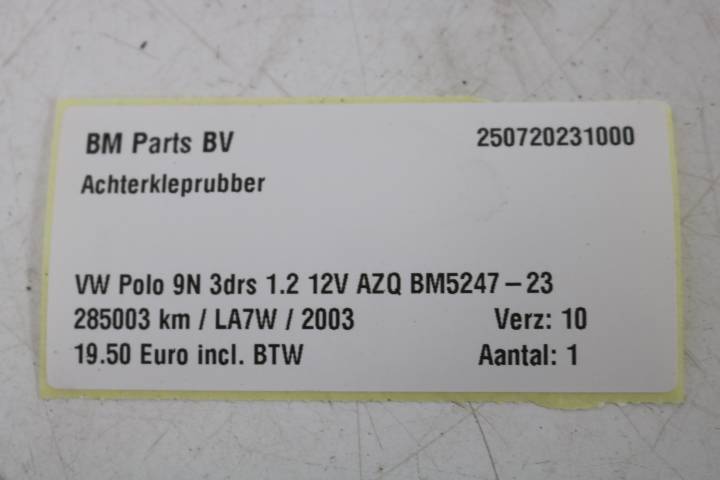 BM Parts BV 250720231000
Achterkleprubber
VW Polo 9N 3drs 1.2 12V AZQ BM5247 – 23
285003 km / LA7W / 2003 Verz: 10
19.50 Euro incl. BTW Aantal: 1